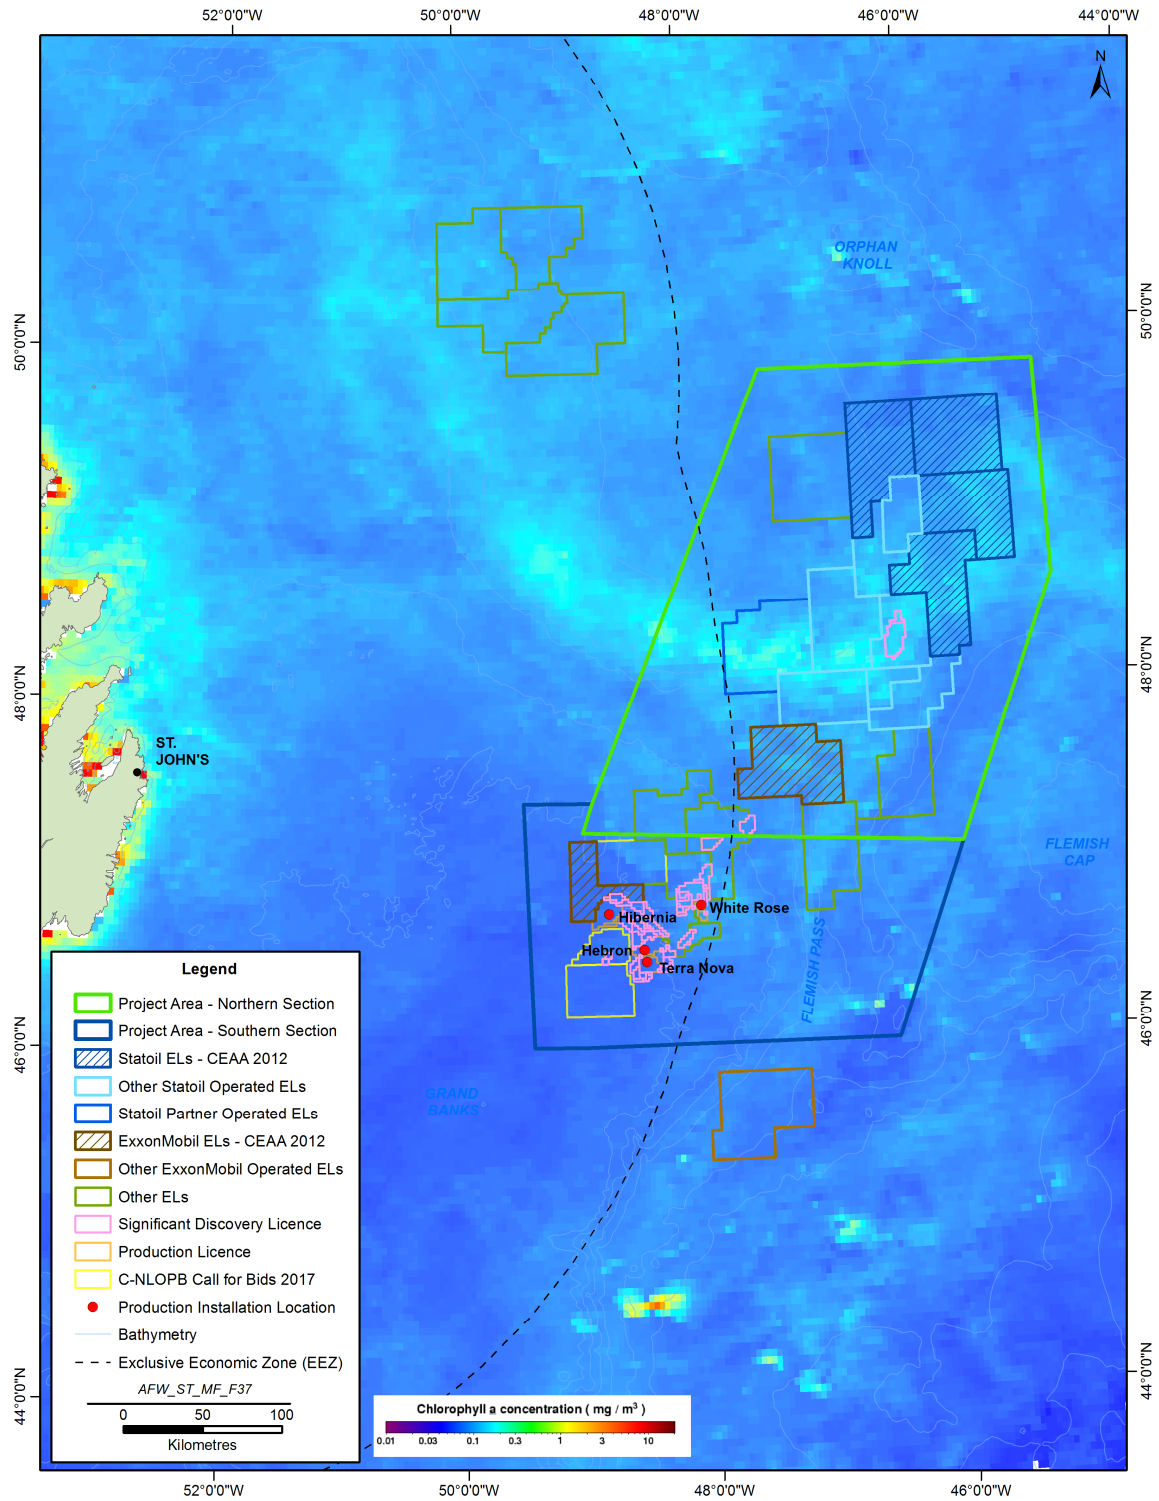 52°0'0"W
50°0'0"W
48°0'0"W
46°0'0"W
44°0'0"W
N
ORPHAN
KNOLL
50°0'0"N
50°0'0"N
48°0'0"N
48°0'0"N
ST.
JOHN'S
FLEMISH
CAP
White Rose
Hibernia
Hebron
Terra Nova
FLEMISH PASS
46°0'0"N
46°0'0"N
GRAND
BANKS
Legend
Project Area - Northern Section
Project Area - Southern Section
Statoil ELs - CEAA 2012
Other Statoil Operated ELs
Statoil Partner Operated ELs
ExxonMobil ELs - CEAA 2012
Other ExxonMobil Operated ELs
Other ELs
Significant Discovery Licence
Production Licence
C-NLOPB Call for Bids 2017
Production Installation Location
Bathymetry
Exclusive Economic Zone (EEZ)
AFW_ST_MF_F37
0 50 100
Kilometres
44°0'0"N
44°0'0"N
Chlorophyll a concentration ( mg / m³ )
0.01 0.03 0.1 0.3 1 3 10
52°0'0"W
50°0'0"W
48°0'0"W
46°0'0"W